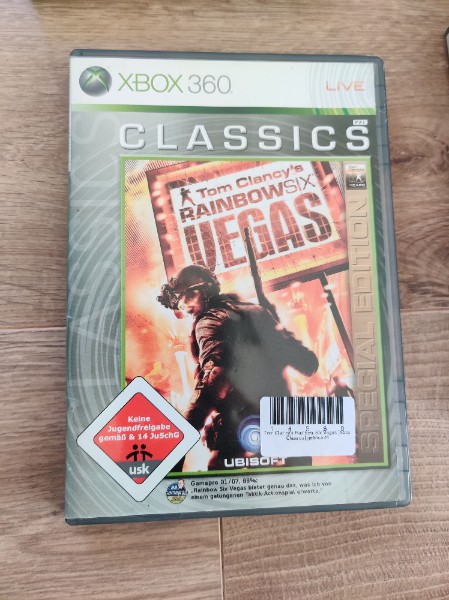 XBOX 360
LIVE
PAL
CLASSICS
Tom Clancy's
RAINBOWSIX
VEGAS
SPECIAL EDITION
Keine
Jugendfreigabe
gemäß § 14 JuSchG
usk
UBISOFT
Gamepro 01/07, 89%:
„Rainbow Six Vegas bietet genau das, was ich von
einem gelungenen Taktik-Actionspiel erwarte."